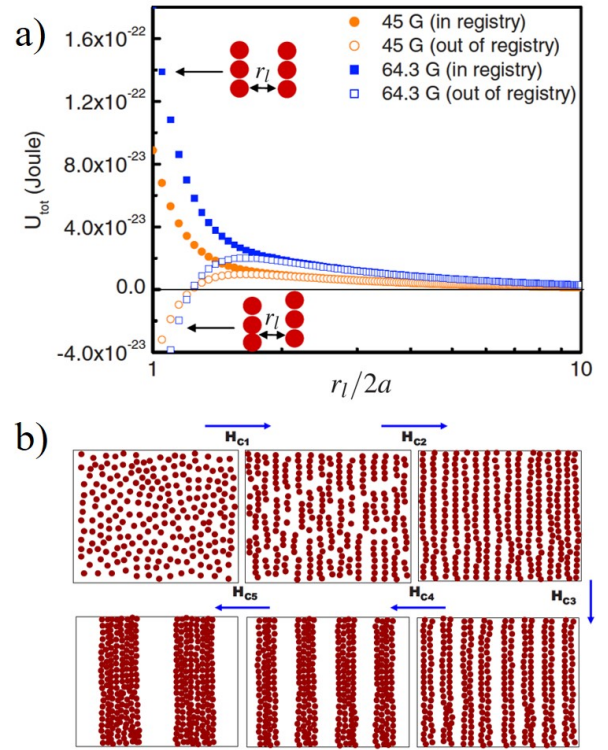 a)
45 G (in registry)
45 G (out of registry)
64.3 G (in registry)
64.3 G (out of registry)
1.6x10⁻²²
1.2x10⁻²²
8.0x10⁻²³
4.0x10⁻²³
0.0
-4.0x10⁻²³
U_tot (Joule)
r_l
r_l
1
10
r_l/2a
b)
H_C1
H_C2
H_C5
H_C4
H_C3